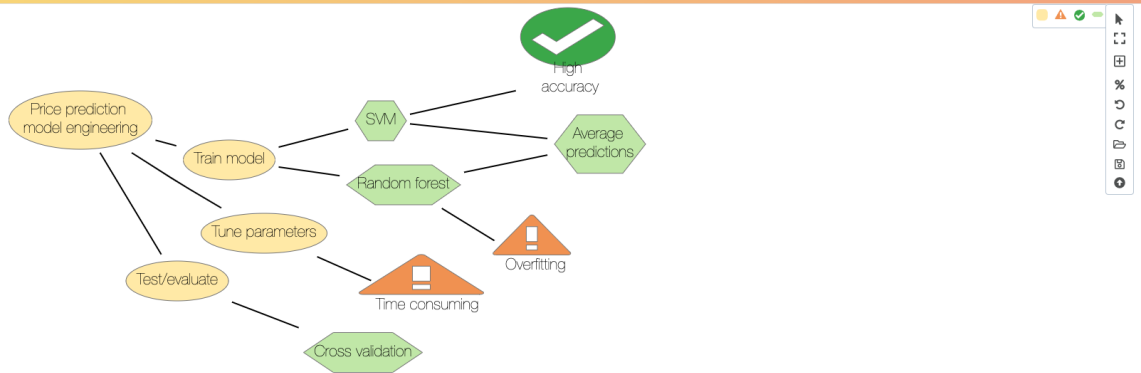 High
accuracy
Price prediction
model engineering
SVM
Average
predictions
Train model
Random forest
Tune parameters
Overfitting
Test/evaluate
Time consuming
Cross validation